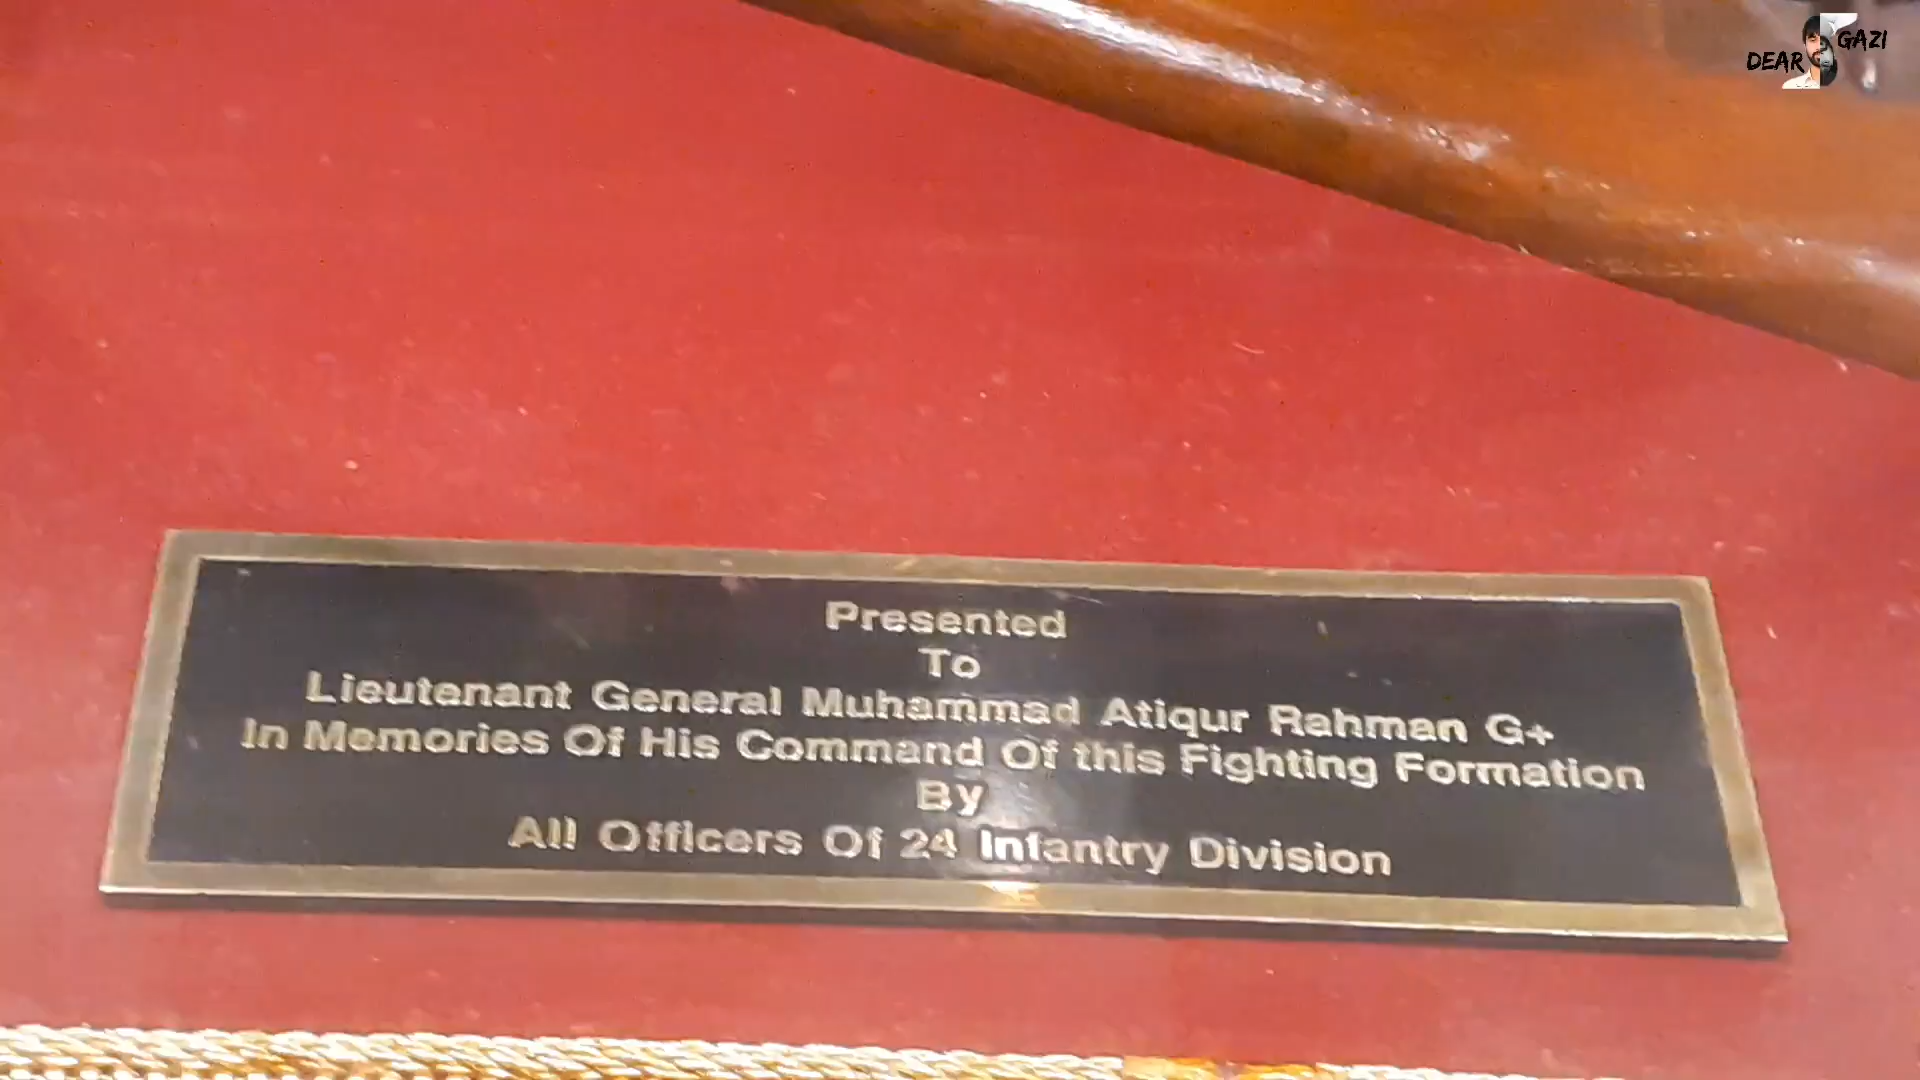 DEAR GAZI
Presented
To
Lieutenant General Muhammad Atiqur Rahman G+
In Memories Of His Command Of this Fighting Formation
By
All Officers Of 24 Infantry Division